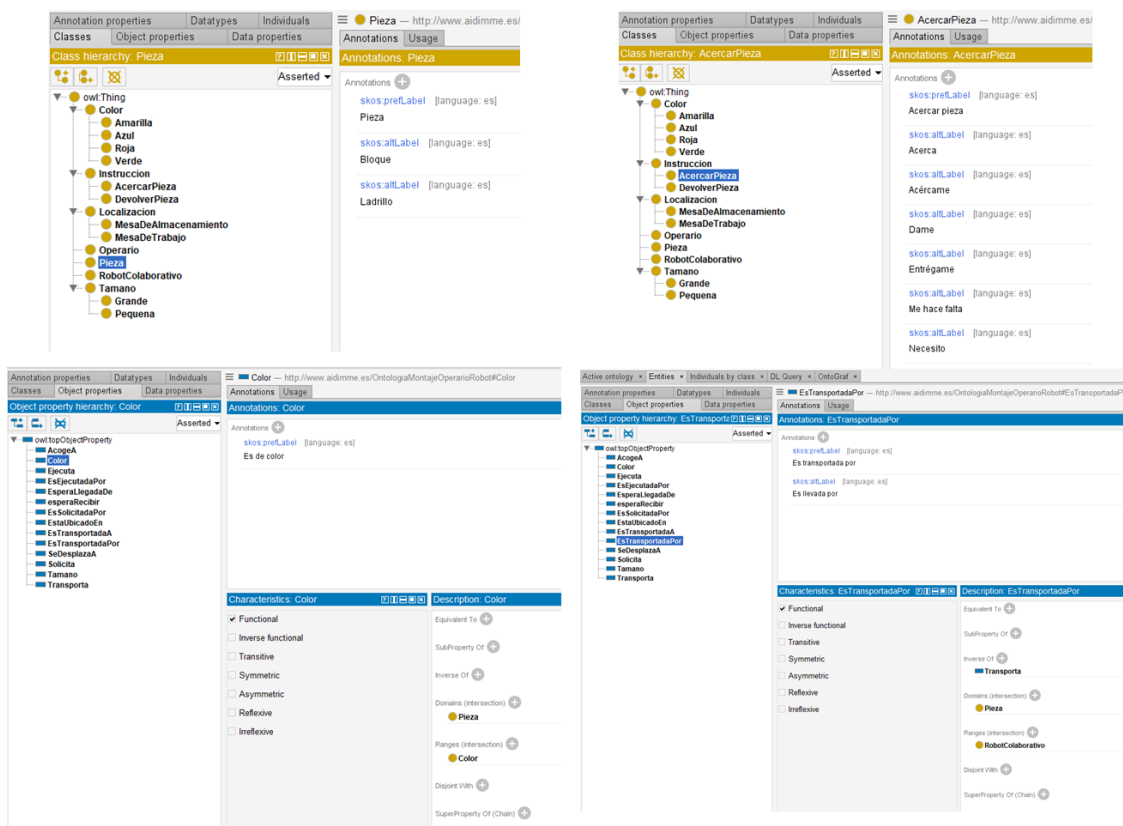 Annotation properties Datatypes Individuals
Classes Object properties Data properties
Class hierarchy: Pieza
Asserted
owl:Thing
Color
Amarilla
Azul
Roja
Verde
Instruccion
AcercarPieza
DevolverPieza
Localizacion
MesaDeAlmacenamiento
MesaDeTrabajo
Operario
Pieza
RobotColaborativo
Tamano
Grande
Pequena
Pieza — http://www.aidimme.es/
Annotations Usage
Annotations: Pieza
Annotations
skos:prefLabel [language: es]
Pieza
skos:altLabel [language: es]
Bloque
skos:altLabel [language: es]
Ladrillo
Annotation properties Datatypes Individuals
Classes Object properties Data properties
Class hierarchy: AcercarPieza
Asserted
owl:Thing
Color
Amarilla
Azul
Roja
Verde
Instruccion
AcercarPieza
DevolverPieza
Localizacion
MesaDeAlmacenamiento
MesaDeTrabajo
Operario
Pieza
RobotColaborativo
Tamano
Grande
Pequena
AcercarPieza — http://www.aidimme.es/
Annotations Usage
Annotations: AcercarPieza
Annotations
skos:prefLabel [language: es]
Acercar pieza
skos:altLabel [language: es]
Acerca
skos:altLabel [language: es]
Acércame
skos:altLabel [language: es]
Dame
skos:altLabel [language: es]
Entrégame
skos:altLabel [language: es]
Me hace falta
skos:altLabel [language: es]
Necesito
Annotation properties Datatypes Individuals
Classes Object properties Data properties
Object property hierarchy: Color
Asserted
owl:topObjectProperty
AcogeA
Color
Ejecuta
EsEjecutadaPor
EsperaLlegadaDe
esperaRecibir
EsSolicitadaPor
EstaUbicadoEn
EsTransportadaA
EsTransportadaPor
SeDesplazaA
Solicita
Tamano
Transporta
Color — http://www.aidimme.es/OntologiaMontajeOperarioRobot#Color
Annotations Usage
Annotations: Color
Annotations
skos:prefLabel [language: es]
Es de color
Characteristics: Color
Functional
Inverse functional
Transitive
Symmetric
Asymmetric
Reflexive
Irreflexive
Description: Color
Equivalent To
SubProperty Of
Inverse Of
Domains (intersection)
Pieza
Ranges (intersection)
Color
Disjoint With
SuperProperty Of (Chain)
Active ontology × Entities × Individuals by class × DL Query × OntoGraf ×
Annotation properties Datatypes Individuals
Classes Object properties Data properties
Object property hierarchy: EsTransporta
Asserted
owl:topObjectProperty
AcogeA
Color
Ejecuta
EsEjecutadaPor
EsperaLlegadaDe
esperaRecibir
EsSolicitadaPor
EstaUbicadoEn
EsTransportadaA
EsTransportadaPor
SeDesplazaA
Solicita
Tamano
Transporta
EsTransportadaPor — http://www.aidimme.es/OntologiaMontajeOperarioRobot#EsTransportadaP
Annotations Usage
Annotations: EsTransportadaPor
Annotations
skos:prefLabel [language: es]
Es transportada por
skos:altLabel [language: es]
Es llevada por
Characteristics: EsTransportadaPor
Functional
Inverse functional
Transitive
Symmetric
Asymmetric
Reflexive
Irreflexive
Description: EsTransportadaPor
Equivalent To
SubProperty Of
Inverse Of
Transporta
Domains (intersection)
Pieza
Ranges (intersection)
RobotColaborativo
Disjoint With
SuperProperty Of (Chain)